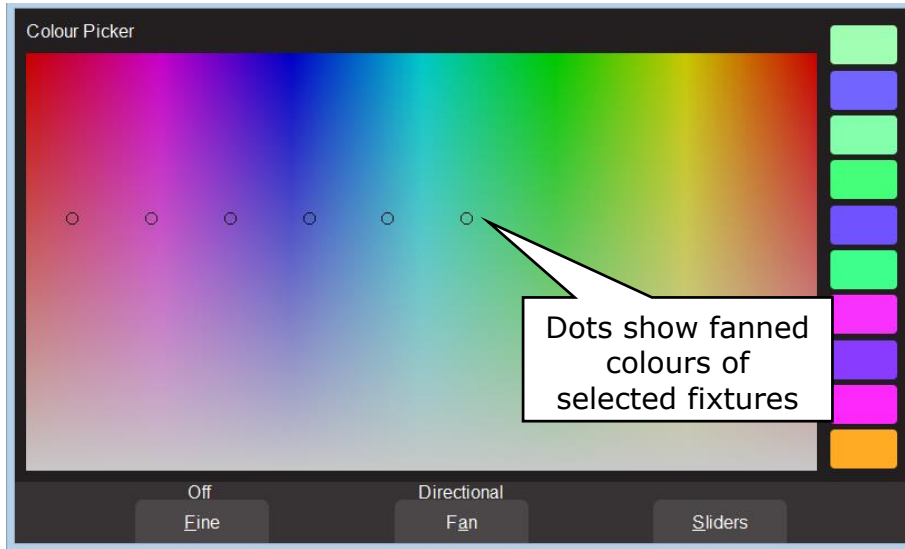 Colour Picker
Dots show fanned
colours of
selected fixtures
Off
Directional
Fine
Fan
Sliders